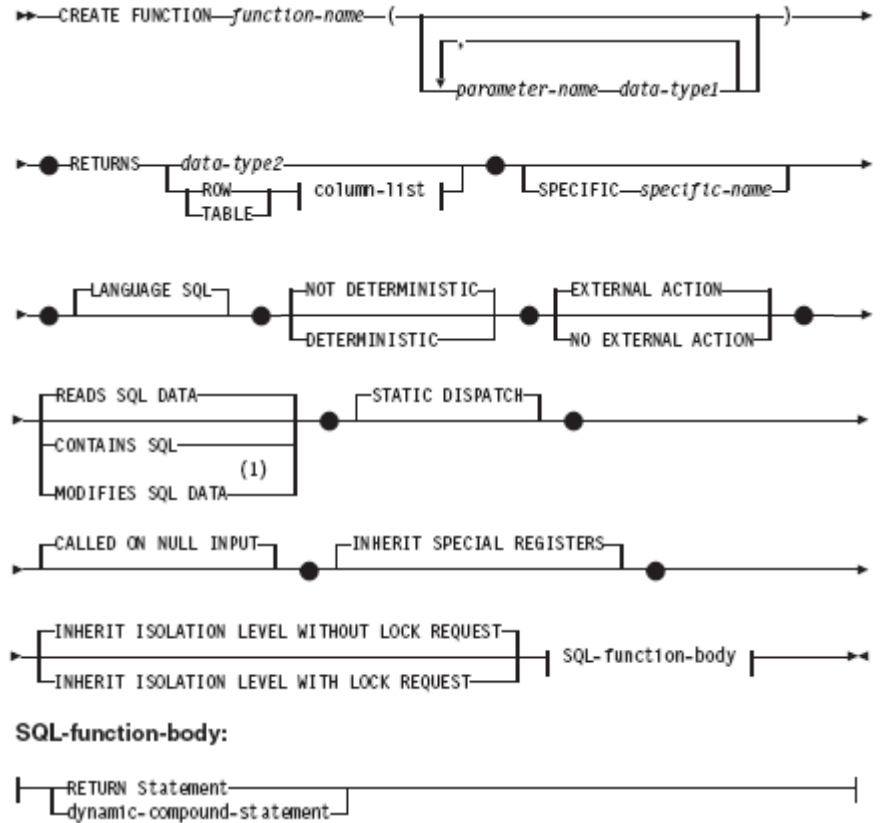 CREATE FUNCTION function-name ( )
,
parameter-name data-type1
RETURNS data-type2
ROW column-list SPECIFIC specific-name
TABLE
LANGUAGE SQL NOT DETERMINISTIC EXTERNAL ACTION
DETERMINISTIC NO EXTERNAL ACTION
READS SQL DATA STATIC DISPATCH
CONTAINS SQL
(1)
MODIFIES SQL DATA
CALLED ON NULL INPUT INHERIT SPECIAL REGISTERS
INHERIT ISOLATION LEVEL WITHOUT LOCK REQUEST
SQL-function-body
INHERIT ISOLATION LEVEL WITH LOCK REQUEST
SQL-function-body:
RETURN Statement
dynamic-compound-statement